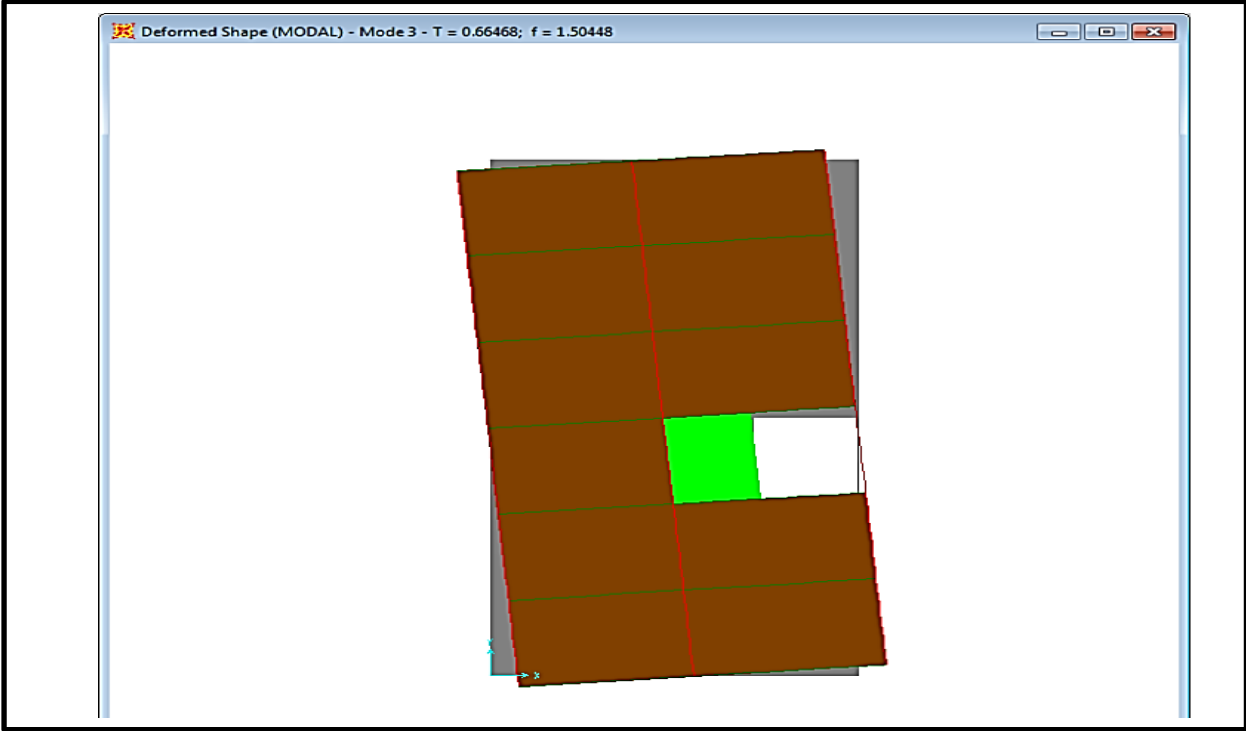 Deformed Shape (MODAL) - Mode 3 - T = 0.66468; f = 1.50448
Y
X